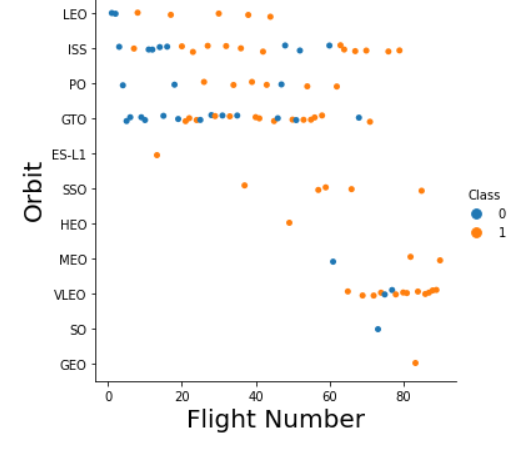 LEO
ISS
PO
GTO
ES-L1
SSO
HEO
MEO
VLEO
SO
GEO
Orbit
0 20 40 60 80
Flight Number
Class
0
1